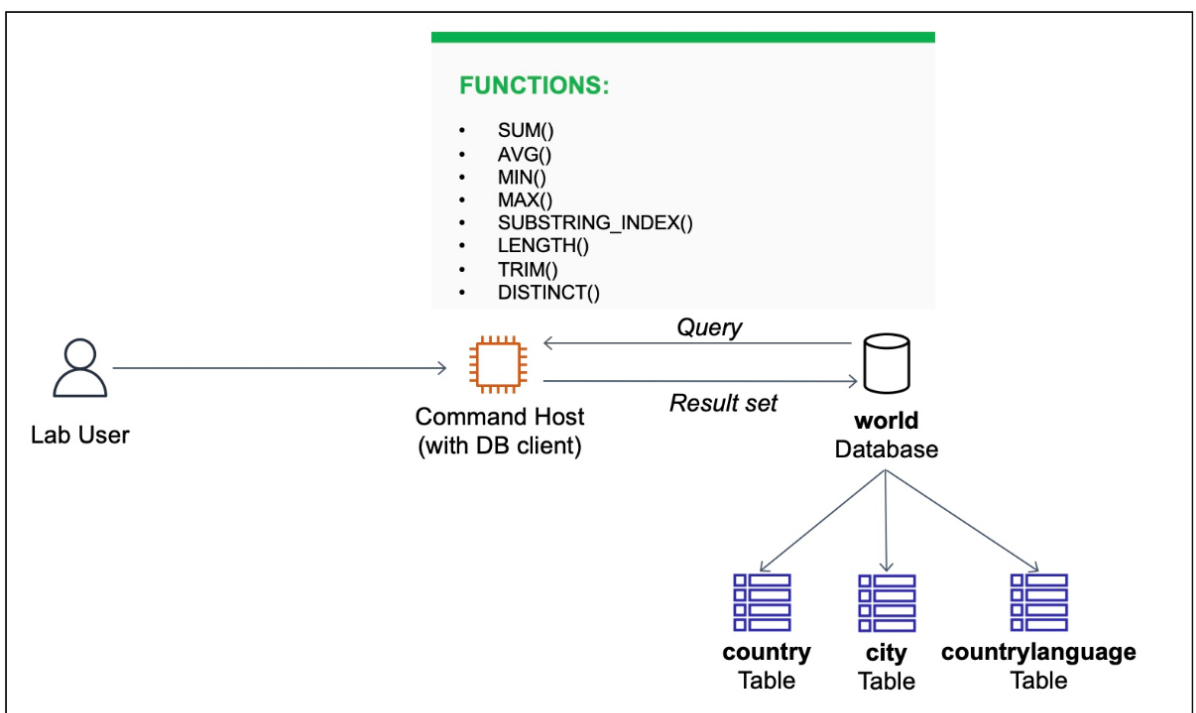 FUNCTIONS:
• SUM()
• AVG()
• MIN()
• MAX()
• SUBSTRING_INDEX()
• LENGTH()
• TRIM()
• DISTINCT()
Query
Result set
Lab User
Command Host
(with DB client)
world
Database
country
Table
city
Table
countrylanguage
Table